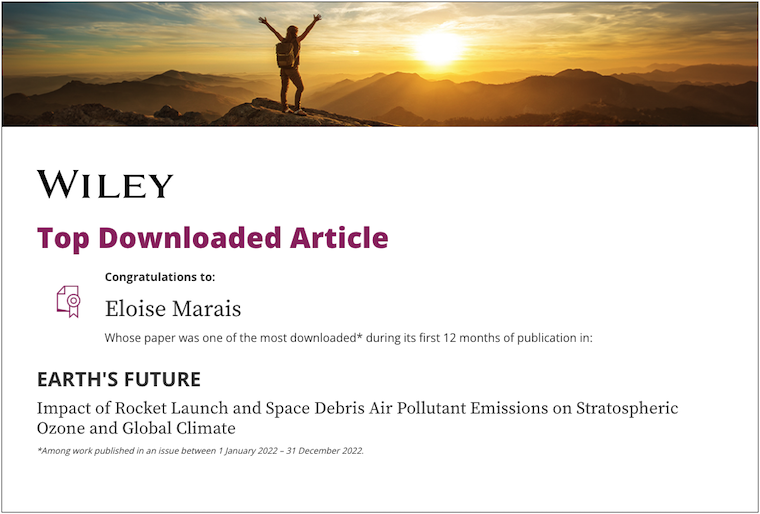 WILEY
Top Downloaded Article
Congratulations to:
Eloise Marais
Whose paper was one of the most downloaded* during its first 12 months of publication in:
EARTH'S FUTURE
Impact of Rocket Launch and Space Debris Air Pollutant Emissions on Stratospheric
Ozone and Global Climate
*Among work published in an issue between 1 January 2022 – 31 December 2022.